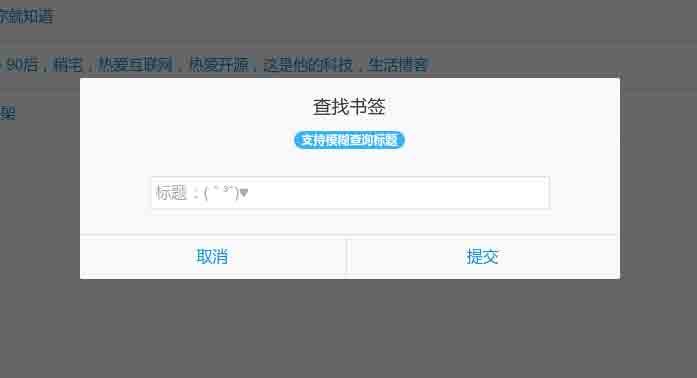 你就知道
90后，稍宅，热爱互联网，热爱开源，这是他的科技，生活博客
架
查找书签
支持模糊查询标题
标题：( ˘ ³˘)♥
取消
提交